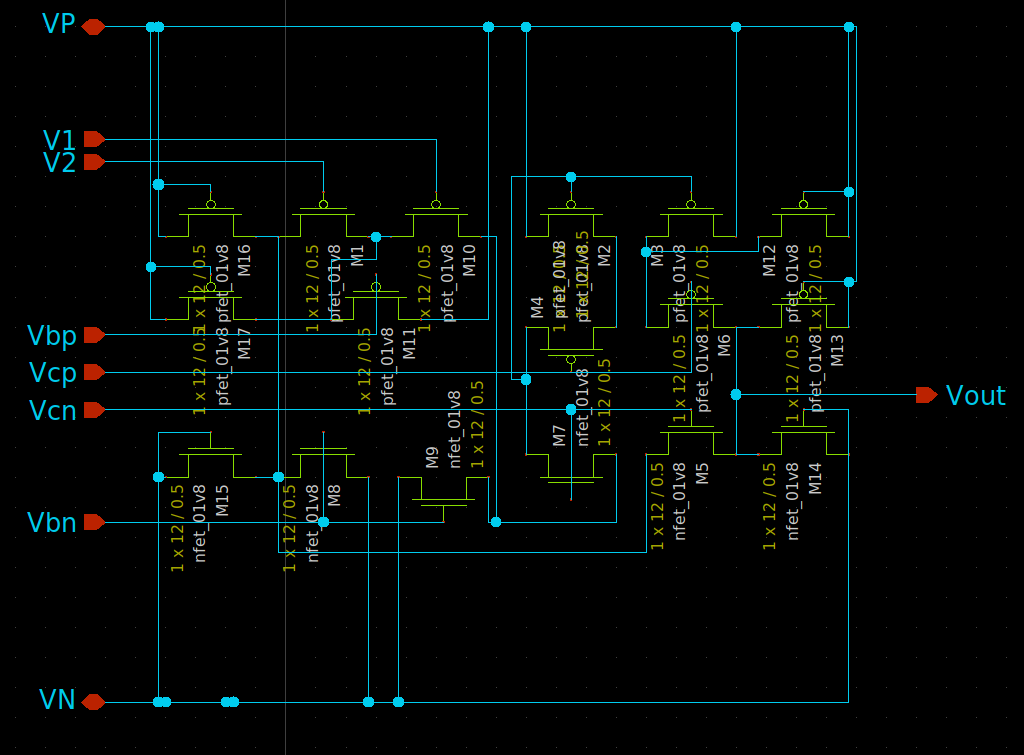 VP
V1
V2
Vbp
Vcp
Vcn
Vbn
VN
Vout
1 x 12 / 0.5
pfet_01v8
M16
1 x 12 / 0.5
pfet_01v8
M1
1 x 12 / 0.5
pfet_01v8
M10
1 x 12 / 0.5
pfet_01v8
M2
1 x 12 / 0.5
pfet_01v8
M3
1 x 12 / 0.5
pfet_01v8
M12
1 x 12 / 0.5
pfet_01v8
M17
1 x 12 / 0.5
pfet_01v8
M11
M4
pfet_01v8
1 x 12 / 0.5
1 x 12 / 0.5
pfet_01v8
M6
1 x 12 / 0.5
pfet_01v8
M13
1 x 12 / 0.5
nfet_01v8
M15
1 x 12 / 0.5
nfet_01v8
M8
M9
nfet_01v8
1 x 12 / 0.5
M7
nfet_01v8
1 x 12 / 0.5
1 x 12 / 0.5
nfet_01v8
M5
1 x 12 / 0.5
nfet_01v8
M14